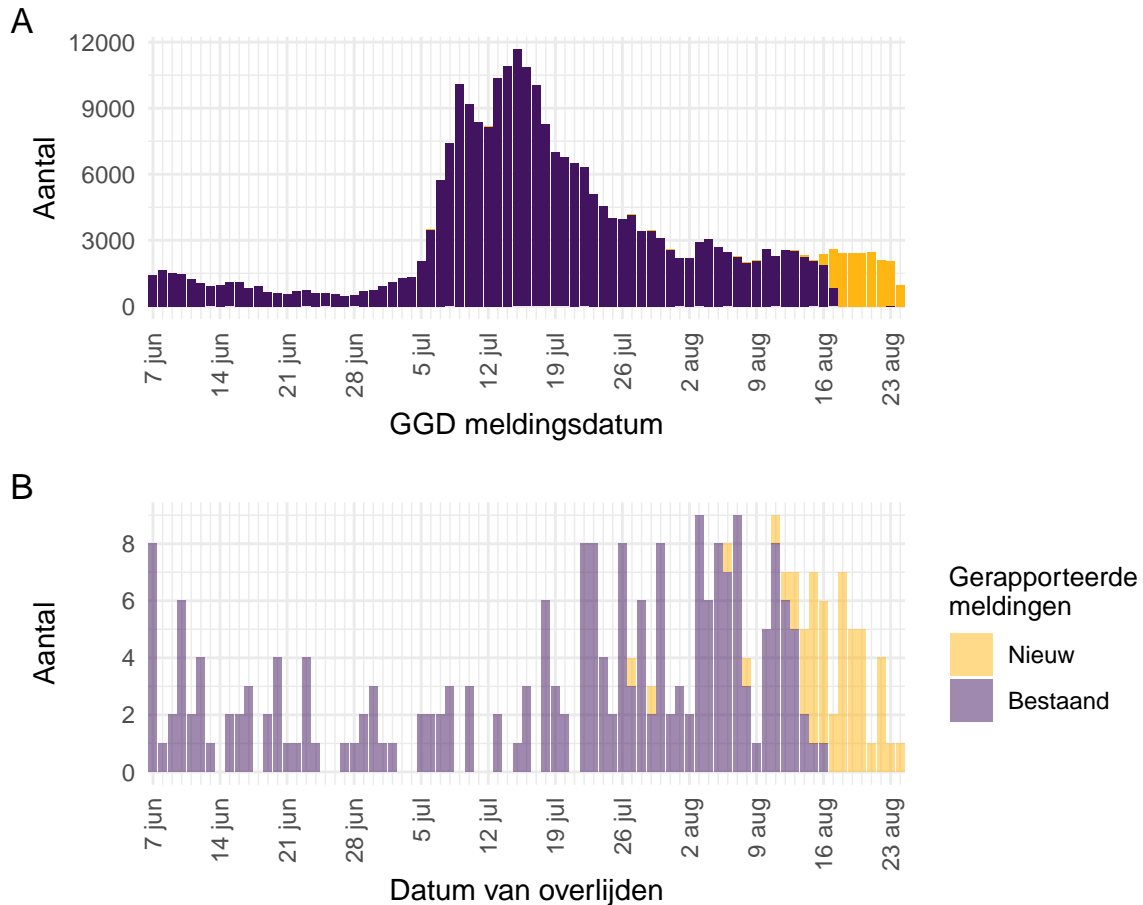 A
12000
9000
6000
3000
0
Aantal
7 jun
14 jun
21 jun
28 jun
5 jul
12 jul
19 jul
26 jul
2 aug
9 aug
16 aug
23 aug
GGD meldingsdatum
B
8
6
4
2
0
Aantal
7 jun
14 jun
21 jun
28 jun
5 jul
12 jul
19 jul
26 jul
2 aug
9 aug
16 aug
23 aug
Datum van overlijden
Gerapporteerde
meldingen
Nieuw
Bestaand